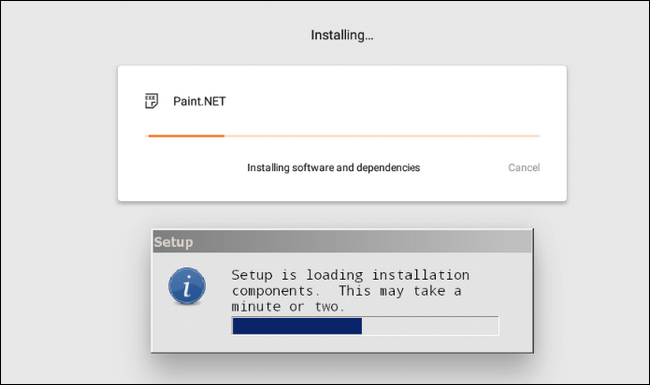 Installing...
EXE
Paint.NET
Installing software and dependencies Cancel
Setup
Setup is loading installation
components.  This may take a
minute or two.